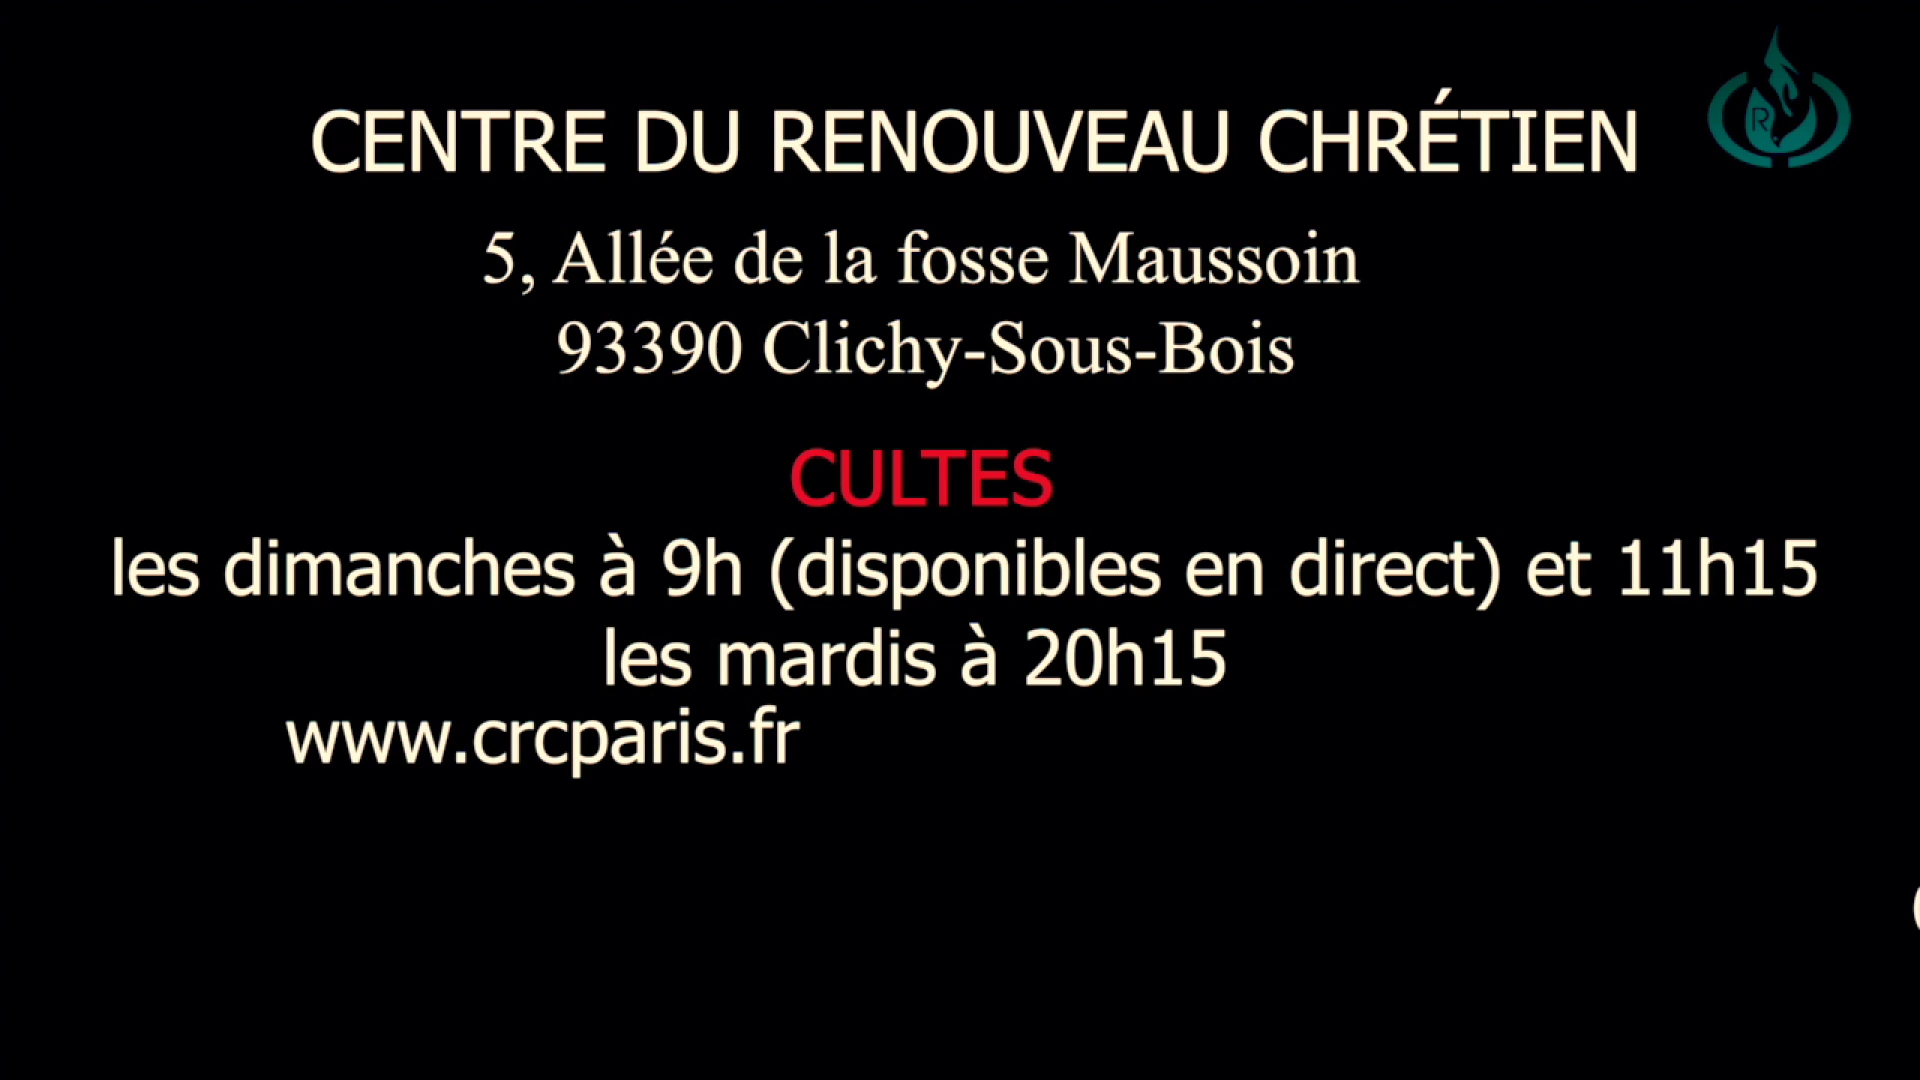 CENTRE DU RENOUVEAU CHRÉTIEN
5, Allée de la fosse Maussoin
93390 Clichy-Sous-Bois
CULTES
les dimanches à 9h (disponibles en direct) et 11h15
les mardis à 20h15
www.crcparis.fr